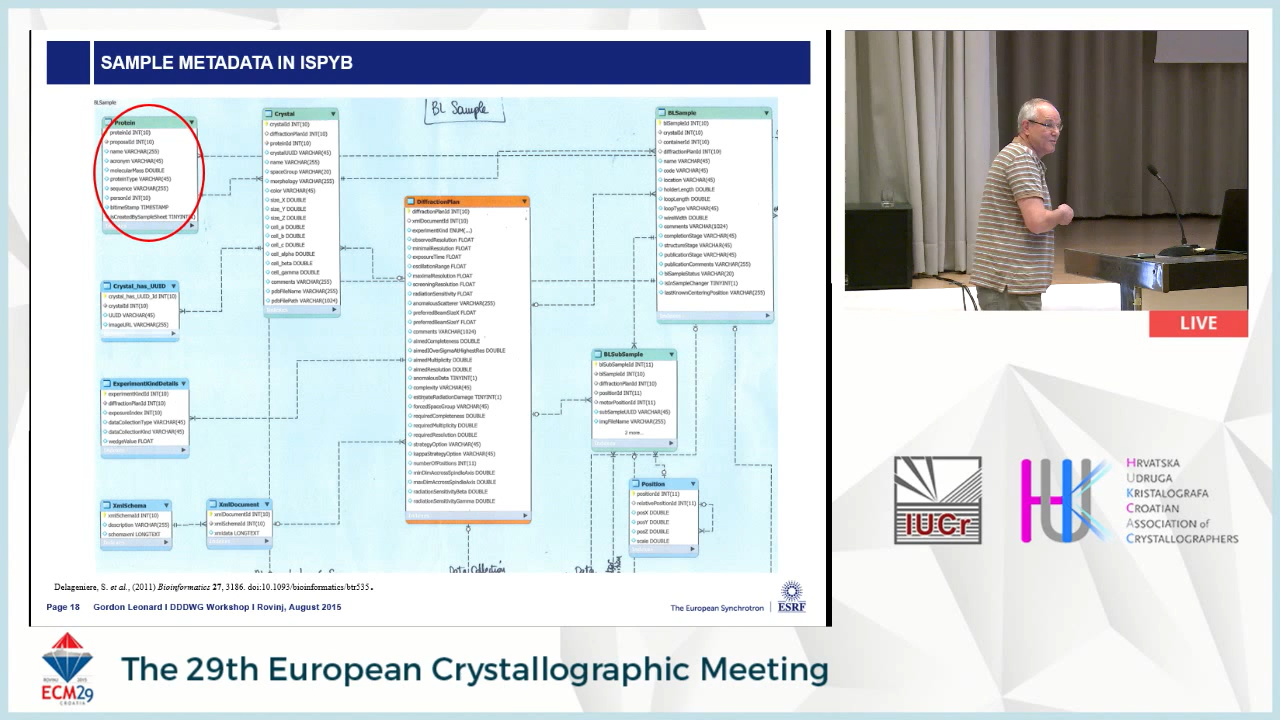 SAMPLE METADATA IN ISPYB
BLSample
BL Sample
Protein
proteinId INT(10)
proposalId INT(10)
name VARCHAR(255)
acronym VARCHAR(45)
molecularMass DOUBLE
proteinType VARCHAR(45)
sequence VARCHAR(255)
personId INT(10)
bltimeStamp TIMESTAMP
isCreatedBySampleSheet TINYINT(
Crystal
crystalId INT(10)
diffractionPlanId INT(10)
proteinId INT(10)
crystalUUID VARCHAR(45)
name VARCHAR(255)
spaceGroup VARCHAR(20)
morphology VARCHAR(255)
color VARCHAR(45)
size_X DOUBLE
size_Y DOUBLE
size_Z DOUBLE
cell_a DOUBLE
cell_b DOUBLE
cell_c DOUBLE
cell_alpha DOUBLE
cell_beta DOUBLE
cell_gamma DOUBLE
comments VARCHAR(255)
pdbFileName VARCHAR(255)
pdbFilePath VARCHAR(1024)
DiffractionPlan
diffractionPlanId INT(10)
xmlDocumentId INT(10)
experimentKind ENUM(...)
observedResolution FLOAT
minimalResolution FLOAT
exposureTime FLOAT
oscillationRange FLOAT
maximalResolution FLOAT
screeningResolution FLOAT
radiationSensitivity FLOAT
anomalousScatterer VARCHAR(255)
preferredBeamSizeX FLOAT
preferredBeamSizeY FLOAT
comments VARCHAR(1024)
aimedCompleteness DOUBLE
aimedIOverSigmaAtHighestRes DOUBLE
aimedMultiplicity DOUBLE
aimedResolution DOUBLE
anomalousData TINYINT(1)
complexity VARCHAR(45)
estimateRadiationDamage TINYINT(1)
forcedSpaceGroup VARCHAR(45)
requiredCompleteness DOUBLE
requiredMultiplicity DOUBLE
requiredResolution DOUBLE
strategyOption VARCHAR(45)
kappaStrategyOption VARCHAR(45)
numberOfPositions INT(11)
minDimAccrossSpindleAxis DOUBLE
maxDimAccrossSpindleAxis DOUBLE
radiationSensitivityBeta DOUBLE
radiationSensitivityGamma DOUBLE
BLSample
blSampleId INT(10)
crystalId INT(10)
containerId INT(10)
diffractionPlanId INT(10)
name VARCHAR(45)
code VARCHAR(45)
location VARCHAR(45)
holderLength DOUBLE
loopLength DOUBLE
loopType VARCHAR(45)
wireWidth DOUBLE
comments VARCHAR(1024)
completionStage VARCHAR(45)
structureStage VARCHAR(45)
publicationStage VARCHAR(45)
publicationComments VARCHAR(255)
blSampleStatus VARCHAR(20)
isInSampleChanger TINYINT(1)
lastKnownCenteringPosition VARCHAR(255)
Crystal_has_UUID
crystal_has_UUID_Id INT(10)
crystalId INT(10)
UUID VARCHAR(45)
imageURL VARCHAR(255)
ExperimentKindDetails
experimentKindId INT(10)
diffractionPlanId INT(10)
exposureIndex INT(10)
dataCollectionType VARCHAR(45)
dataCollectionKind VARCHAR(45)
wedgeValue FLOAT
BLSubSample
blSubSampleId INT(11)
blSampleId INT(10)
diffractionPlanId INT(10)
positionId INT(11)
motorPositionId INT(11)
subSampleUUID VARCHAR(45)
imgFileName VARCHAR(255)
2 more...
Position
positionId INT(11)
relativePositionId INT(11)
posX DOUBLE
posY DOUBLE
posZ DOUBLE
scale DOUBLE
XmlSchema
xmlSchemaId INT(10)
description VARCHAR(255)
schemaxml LONGTEXT
XmlDocument
xmlDocumentId INT(10)
xmlSchemaId INT(10)
xmldata LONGTEXT
Data Collection
Delageniere, S. et al., (2011) Bioinformatics 27, 3186. doi:10.1093/bioinformatics/btr535.
Page 18 Gordon Leonard I DDDWG Workshop I Rovinj, August 2015
The European Synchrotron
ESRF
LIVE
IUCr
HUK
HRVATSKA
UDRUGA
KRISTALOGRAFA
CROATIAN
ASSOCIATION of
CRYSTALLOGRAPHERS
ROVINJ 2015
ECM29
CROATIA
The 29th European Crystallographic Meeting